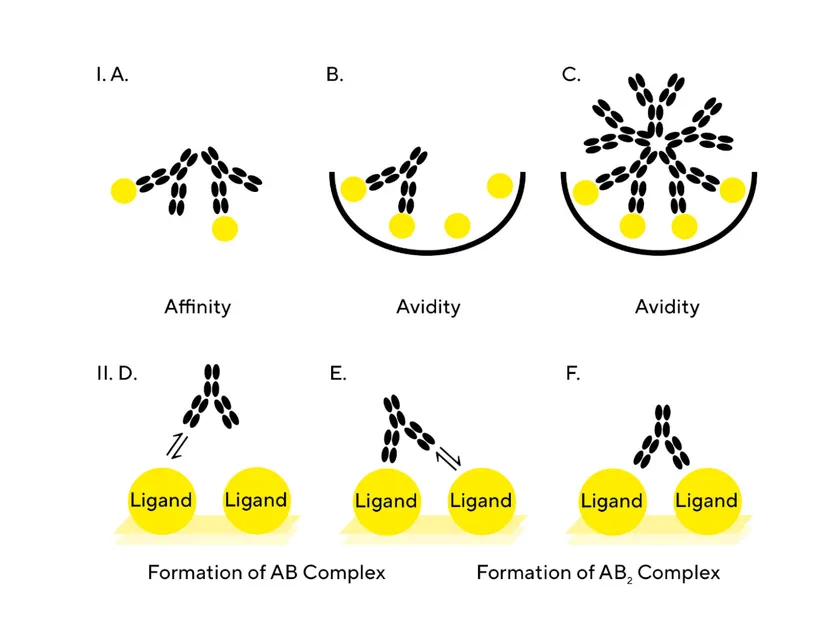 I. A.
B.
C.
Affinity
Avidity
Avidity
II. D.
E.
F.
Ligand
Ligand
Ligand
Ligand
Ligand
Ligand
Formation of AB Complex
Formation of AB₂ Complex